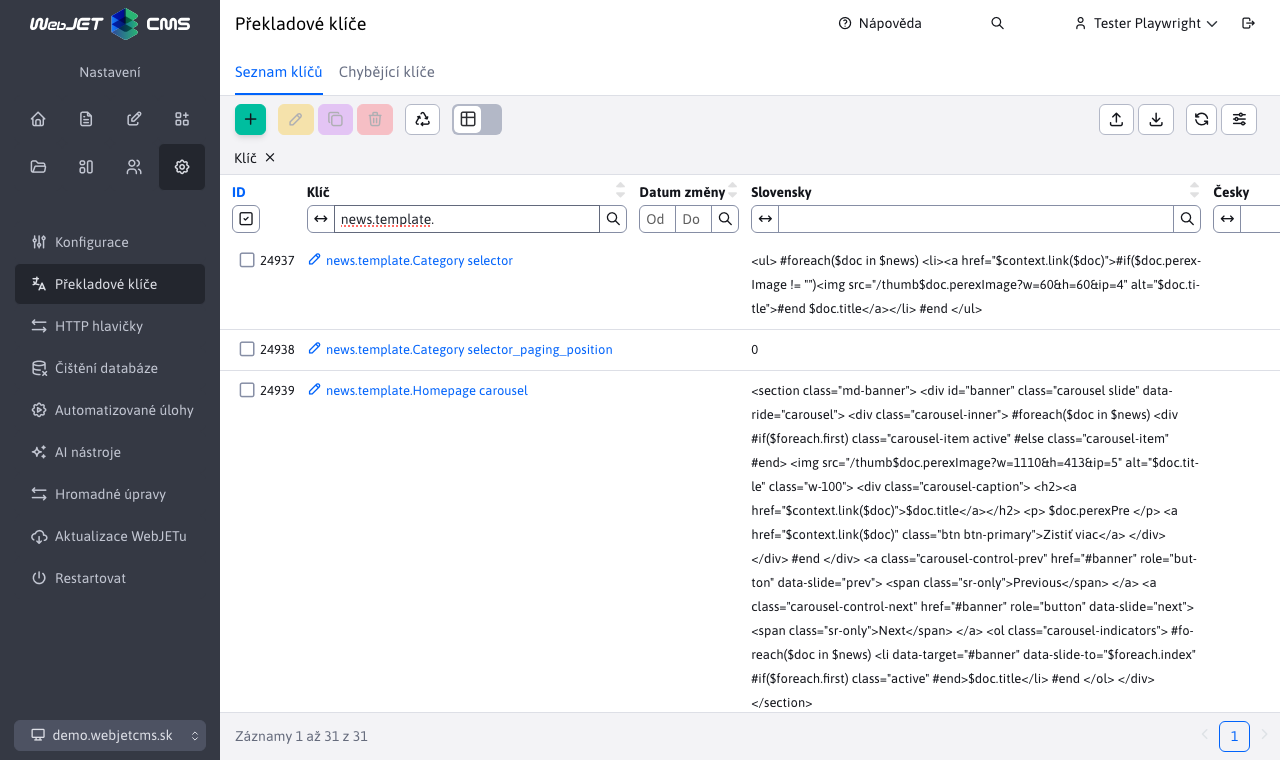 WebJET CMS
Překladové klíče
Nápověda
Tester Playwright
Nastavení
Seznam klíčů
Chybějící klíče
Klíč
ID
Klíč
Datum změny
Slovensky
Česky
news.template.
Od
Do
Konfigurace
Překladové klíče
HTTP hlavičky
Čištění databáze
Automatizované úlohy
AI nástroje
Hromadné úpravy
Aktualizace WebJETu
Restartovat
demo.webjetcms.sk
24937
news.template.Category selector
<ul> #foreach($doc in $news) <li><a href="$context.link($doc)">#if($doc.perex-
Image != "")<img src="/thumb$doc.perexImage?w=60&h=60&ip=4" alt="$doc.ti-
tle">#end $doc.title</a></li> #end </ul>
24938
news.template.Category selector_paging_position
0
24939
news.template.Homepage carousel
<section class="md-banner"> <div id="banner" class="carousel slide" data-
ride="carousel"> <div class="carousel-inner"> #foreach($doc in $news) <div
#if($foreach.first) class="carousel-item active" #else class="carousel-item"
#end> <img src="/thumb$doc.perexImage?w=1110&h=413&ip=5" alt="$doc.tit-
le" class="w-100"> <div class="carousel-caption"> <h2><a
href="$context.link($doc)">$doc.title</a></h2> <p> $doc.perexPre </p> <a
href="$context.link($doc)" class="btn btn-primary">Zistiť viac</a> </div>
</div> #end </div> <a class="carousel-control-prev" href="#banner" role="but-
ton" data-slide="prev"> <span class="sr-only">Previous</span> </a> <a
class="carousel-control-next" href="#banner" role="button" data-slide="next">
<span class="sr-only">Next</span> </a> <ol class="carousel-indicators"> #fo-
reach($doc in $news) <li data-target="#banner" data-slide-to="$foreach.index"
#if($foreach.first) class="active" #end>$doc.title</li> #end </ol> </div>
</section>
Záznamy 1 až 31 z 31
1